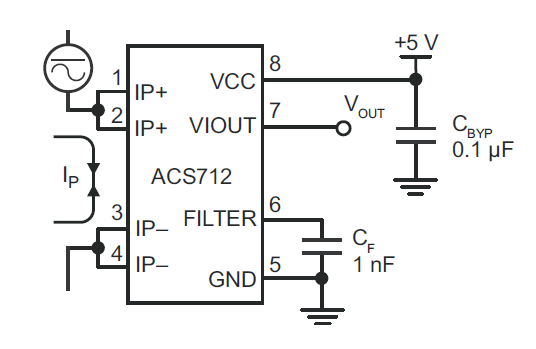 +5 V
8
VCC
1
IP+
2
IP+
7
VIOUT
VOUT
CBYP
0.1 µF
IP
ACS712
3
IP–
4
IP–
6
FILTER
CF
1 nF
5
GND